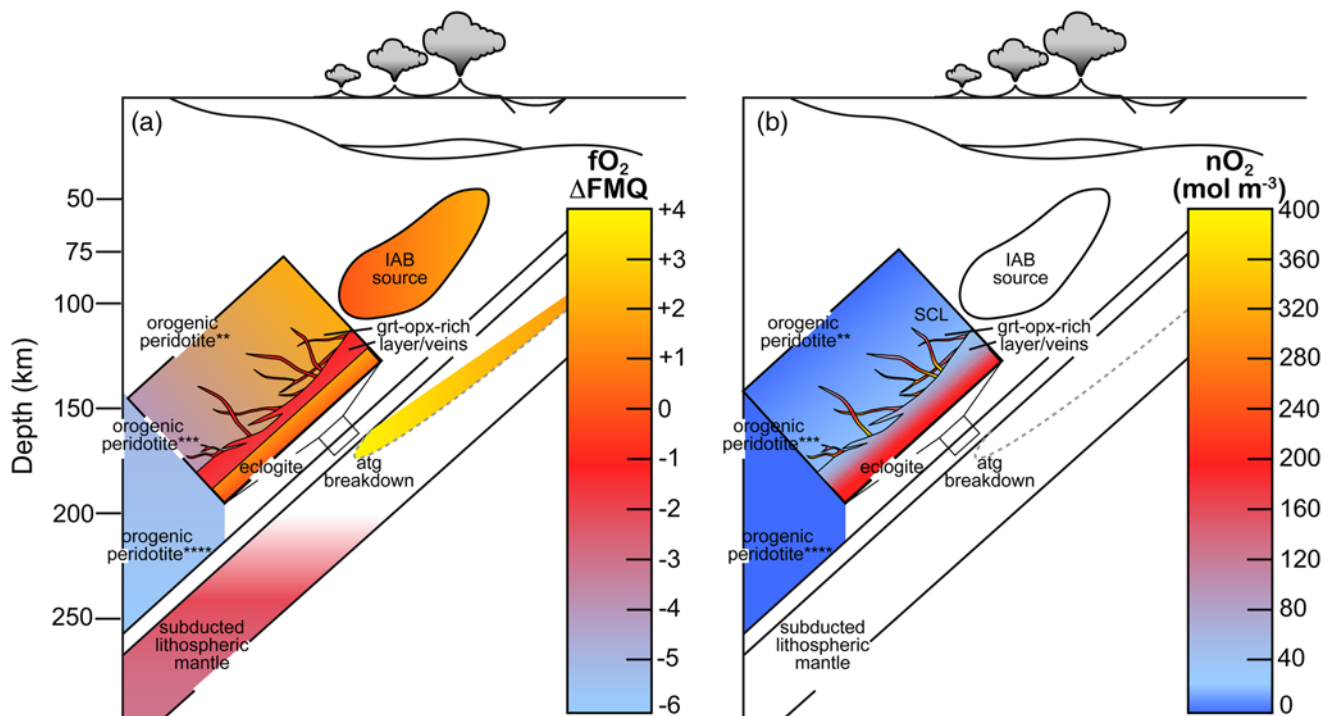 (a)
fO2
ΔFMQ
+4
+3
+2
+1
0
-1
-2
-3
-4
-5
-6
Depth (km)
50
75
100
150
200
250
IAB
source
orogenic
peridotite**
grt-opx-rich
layer/veins
orogenic
peridotite***
eclogite
atg
breakdown
orogenic
peridotite****
subducted
lithospheric
mantle
(b)
nO2
(mol m-3)
400
360
320
280
240
200
160
120
80
40
0
IAB
source
SCL
orogenic
peridotite**
grt-opx-rich
layer/veins
orogenic
peridotite***
eclogite
atg
breakdown
orogenic
peridotite****
subducted
lithospheric
mantle